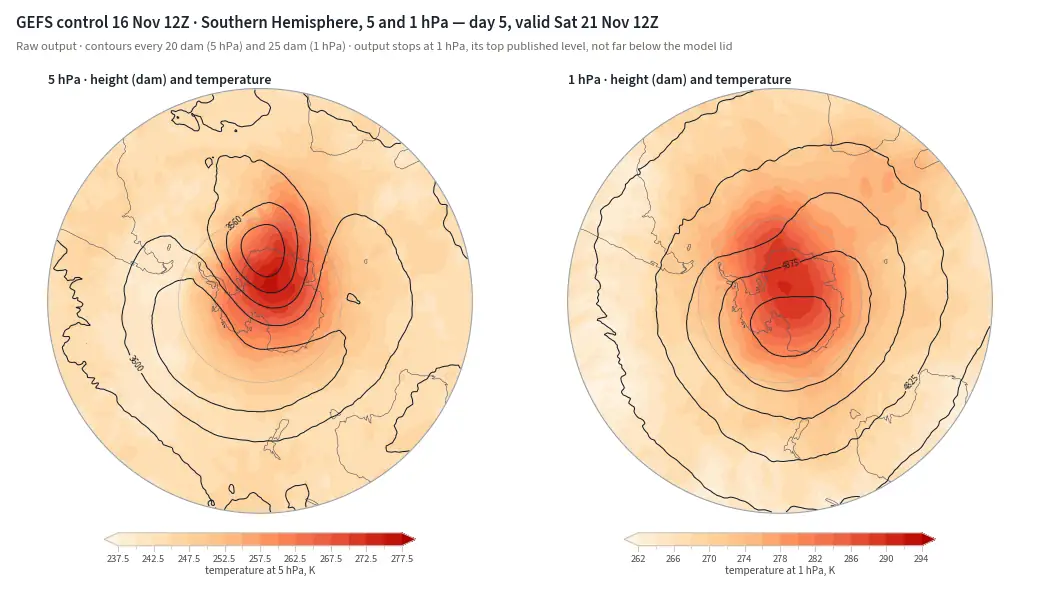 GEFS control 16 Nov 12Z · Southern Hemisphere, 5 and 1 hPa — day 5, valid Sat 21 Nov 12Z
Raw output · contours every 20 dam (5 hPa) and 25 dam (1 hPa) · output stops at 1 hPa, its top published level, not far below the model lid
5 hPa · height (dam) and temperature
1 hPa · height (dam) and temperature
3560
3500
4675
4625
237.5 242.5 247.5 252.5 257.5 262.5 267.5 272.5 277.5
temperature at 5 hPa, K
262 266 270 274 278 282 286 290 294
temperature at 1 hPa, K